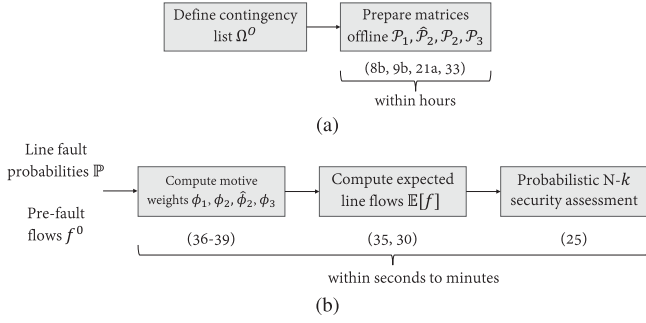 Define contingency
list Ω^O
Prepare matrices
offline 𝒫₁, 𝒫̂₂, 𝒫₂, 𝒫₃
(8b, 9b, 21a, 33)
within hours
(a)
Line fault
probabilities ℙ
Pre-fault
flows f⁰
Compute motive
weights ϕ₁, ϕ₂, ϕ̂₂, ϕ₃
Compute expected
line flows 𝔼[f]
Probabilistic N-k
security assessment
(36-39)
(35, 30)
(25)
within seconds to minutes
(b)